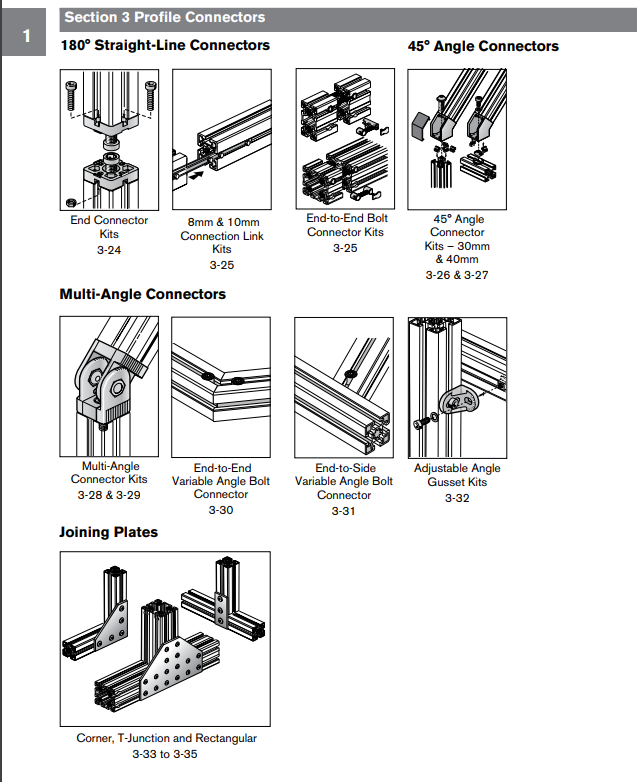 1
Section 3 Profile Connectors
180° Straight-Line Connectors
45° Angle Connectors
End Connector
Kits
3-24
8mm & 10mm
Connection Link
Kits
3-25
End-to-End Bolt
Connector Kits
3-25
45° Angle
Connector
Kits – 30mm
& 40mm
3-26 & 3-27
Multi-Angle Connectors
Multi-Angle
Connector Kits
3-28 & 3-29
End-to-End
Variable Angle Bolt
Connector
3-30
End-to-Side
Variable Angle Bolt
Connector
3-31
Adjustable Angle
Gusset Kits
3-32
Joining Plates
Corner, T-Junction and Rectangular
3-33 to 3-35